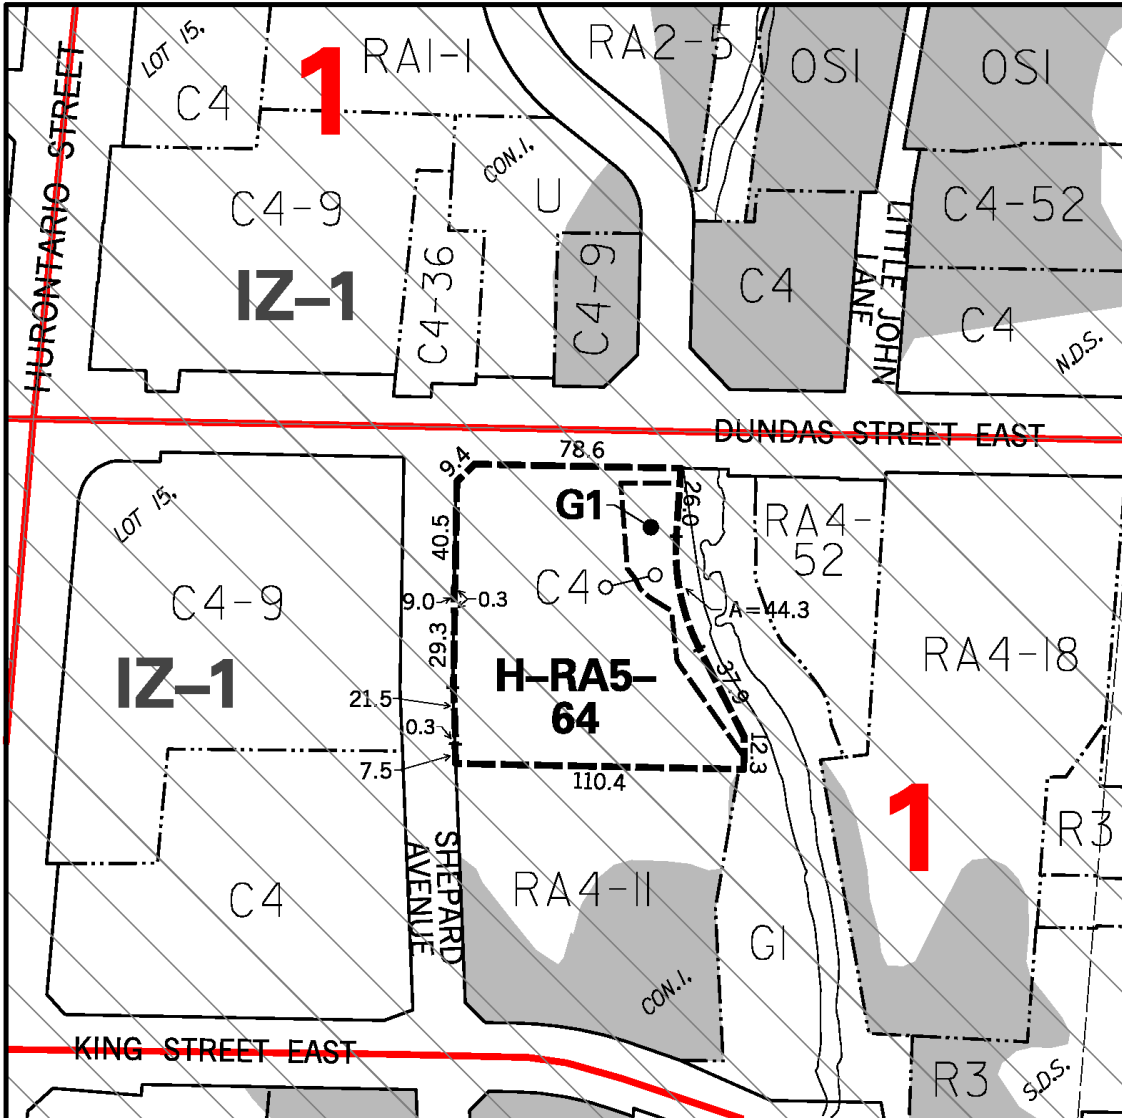 LOT 15,
RA1-1
RA2-5
OS1
OS1
1
C4
HURONTARIO STREET
CON.1,
C4-9
U
C4-52
LITTLE JOHN
LANE
C4-36
C4-9
C4
IZ-1
C4
N.D.S.
DUNDAS STREET EAST
9.4
78.6
26.0
G1
LOT 15,
40.5
RA4-
52
C4
9.0
0.3
A=44.3
C4-9
29.3
37.9
RA4-18
IZ-1
H-RA5-
64
21.5
0.3
7.5
12.3
110.4
1
R3
SHEPARD
AVENUE
C4
RA4-11
G1
CON.1,
KING STREET EAST
R3
S.D.S.